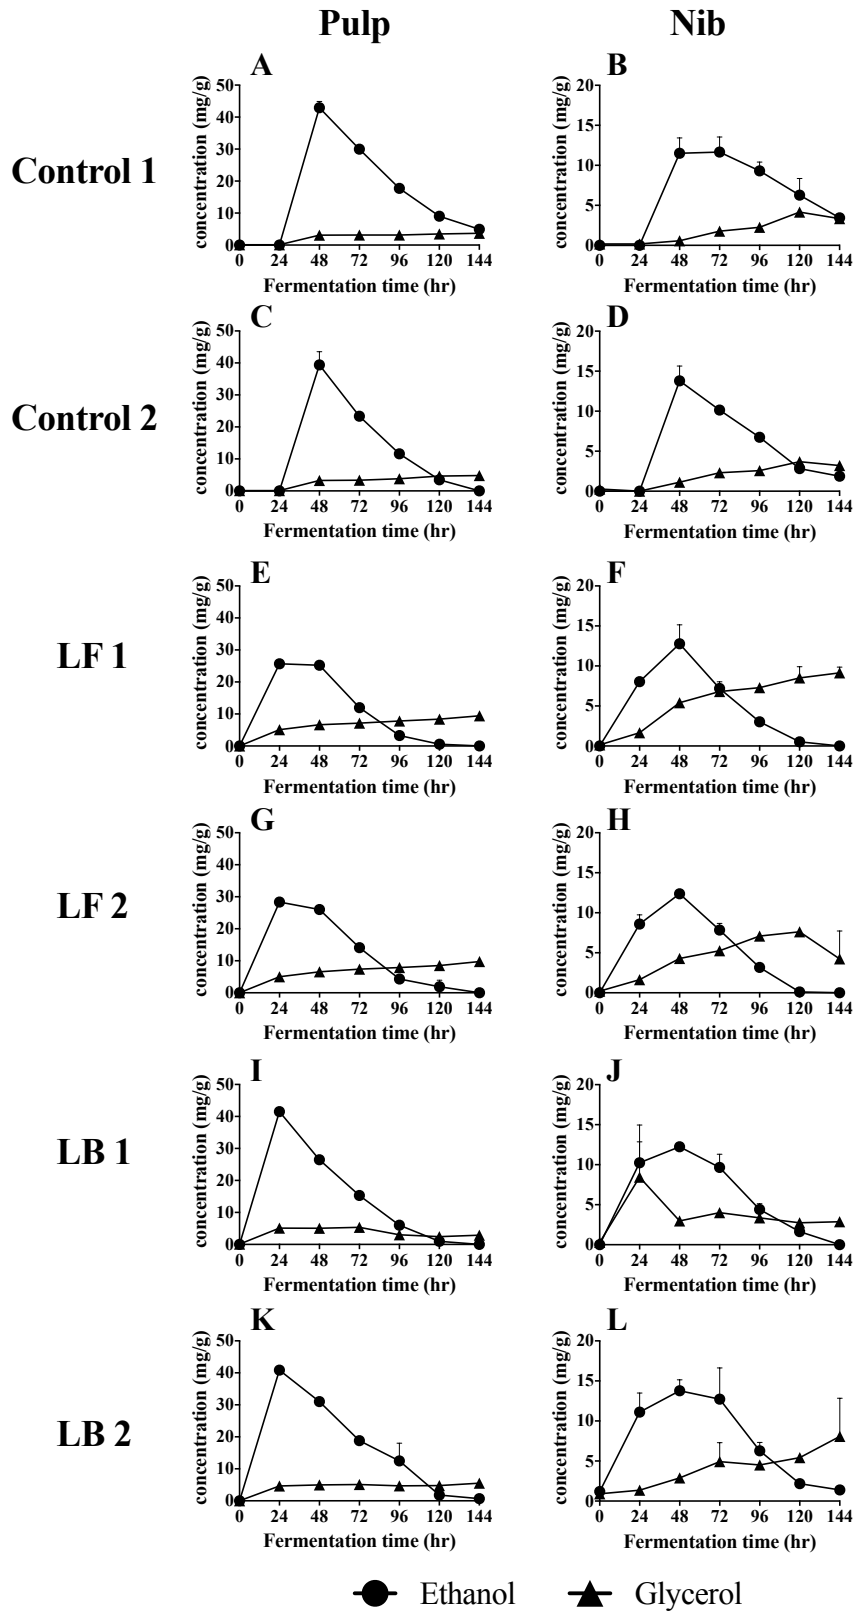 Pulp Nib
A B
Control 1
concentration (mg/g)
50
40
30
20
10
0
0 24 48 72 96 120 144
Fermentation time (hr)
concentration (mg/g)
20
15
10
5
0
0 24 48 72 96 120 144
Fermentation time (hr)
C D
Control 2
concentration (mg/g)
50
40
30
20
10
0
0 24 48 72 96 120 144
Fermentation time (hr)
concentration (mg/g)
20
15
10
5
0
0 24 48 72 96 120 144
Fermentation time (hr)
E F
LF 1
concentration (mg/g)
50
40
30
20
10
0
0 24 48 72 96 120 144
Fermentation time (hr)
concentration (mg/g)
20
15
10
5
0
0 24 48 72 96 120 144
Fermentation time (hr)
G H
LF 2
concentration (mg/g)
50
40
30
20
10
0
0 24 48 72 96 120 144
Fermentation time (hr)
concentration (mg/g)
20
15
10
5
0
0 24 48 72 96 120 144
Fermentation time (hr)
I J
LB 1
concentration (mg/g)
50
40
30
20
10
0
0 24 48 72 96 120 144
Fermentation time (hr)
concentration (mg/g)
20
15
10
5
0
0 24 48 72 96 120 144
Fermentation time (hr)
K L
LB 2
concentration (mg/g)
50
40
30
20
10
0
0 24 48 72 96 120 144
Fermentation time (hr)
concentration (mg/g)
20
15
10
5
0
0 24 48 72 96 120 144
Fermentation time (hr)
Ethanol Glycerol